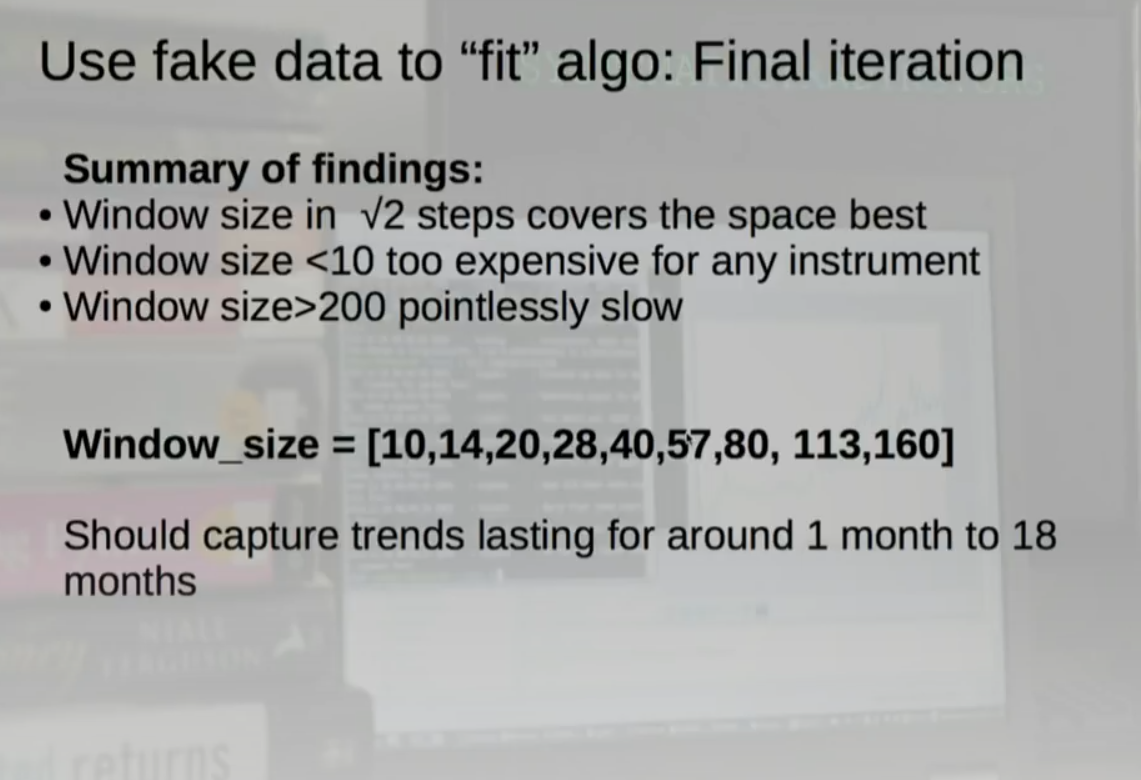 Use fake data to “fit” algo: Final iteration
Summary of findings:
• Window size in √2 steps covers the space best
• Window size <10 too expensive for any instrument
• Window size>200 pointlessly slow
Window_size = [10,14,20,28,40,57,80, 113,160]
Should capture trends lasting for around 1 month to 18
months
NIALL
FERGUSON
returns